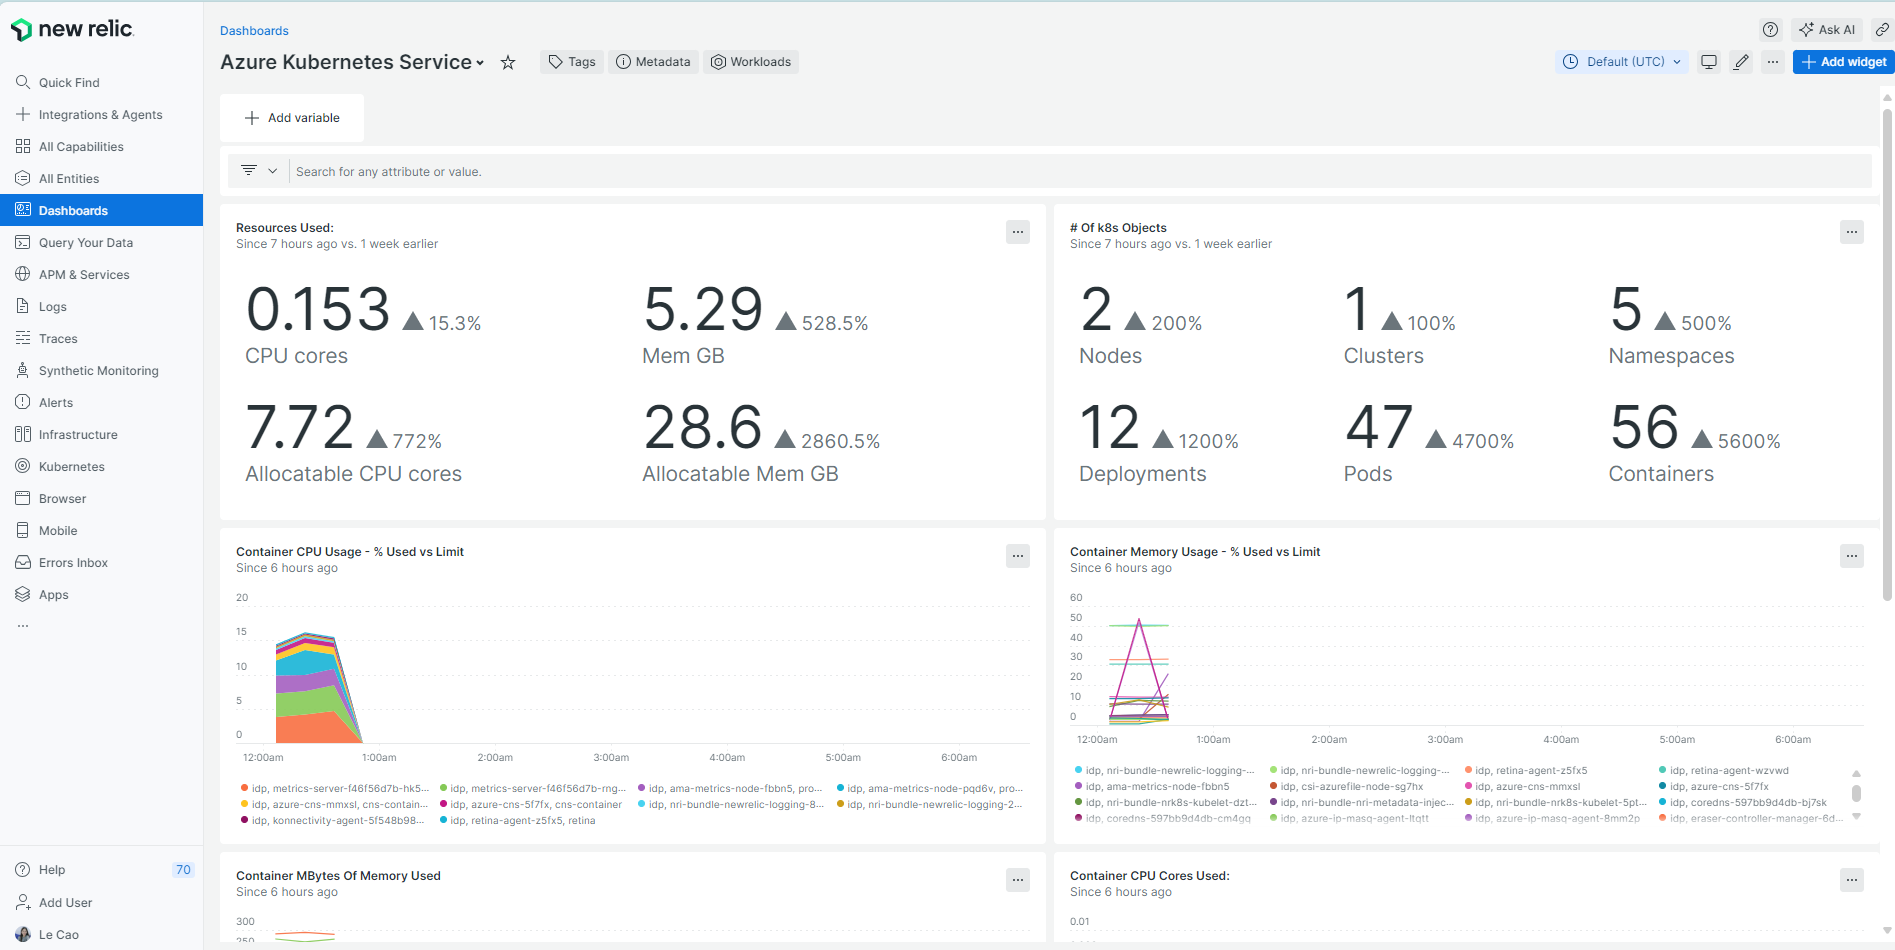 new relic
Quick Find
Integrations & Agents
All Capabilities
All Entities
Dashboards
Query Your Data
APM & Services
Logs
Traces
Synthetic Monitoring
Alerts
Infrastructure
Kubernetes
Browser
Mobile
Errors Inbox
Apps
...
Help 70
Add User
Le Cao
Dashboards
Ask AI
Azure Kubernetes Service
Tags Metadata Workloads
Default (UTC)
...
Add widget
Add variable
Search for any attribute or value.
Resources Used:
Since 7 hours ago vs. 1 week earlier
0.153 ▲ 15.3%
CPU cores
5.29 ▲ 528.5%
Mem GB
7.72 ▲ 772%
Allocatable CPU cores
28.6 ▲ 2860.5%
Allocatable Mem GB
# Of k8s Objects
Since 7 hours ago vs. 1 week earlier
2 ▲ 200%
Nodes
1 ▲ 100%
Clusters
5 ▲ 500%
Namespaces
12 ▲ 1200%
Deployments
47 ▲ 4700%
Pods
56 ▲ 5600%
Containers
Container CPU Usage - % Used vs Limit
Since 6 hours ago
20
15
10
5
0
12:00am 1:00am 2:00am 3:00am 4:00am 5:00am 6:00am
idp, metrics-server-f46f56d7b-hk5... idp, metrics-server-f46f56d7b-rng... idp, ama-metrics-node-fbbn5, pro... idp, ama-metrics-node-pqd6v, pro...
idp, azure-cns-mmxsl, cns-contain... idp, azure-cns-5f7fx, cns-container idp, nri-bundle-newrelic-logging-8... idp, nri-bundle-newrelic-logging-2...
idp, konnectivity-agent-5f548b98... idp, retina-agent-z5fx5, retina
Container Memory Usage - % Used vs Limit
Since 6 hours ago
60
50
40
30
20
10
0
12:00am 1:00am 2:00am 3:00am 4:00am 5:00am 6:00am
idp, nri-bundle-newrelic-logging-... idp, nri-bundle-newrelic-logging-... idp, retina-agent-z5fx5 idp, retina-agent-wzvwd
idp, ama-metrics-node-fbbn5 idp, csi-azurefile-node-sg7hx idp, azure-cns-mmxsl idp, azure-cns-5f7fx
idp, nri-bundle-nrk8s-kubelet-dzt... idp, nri-bundle-nri-metadata-injec... idp, nri-bundle-nrk8s-kubelet-5pt... idp, coredns-597bb9d4db-bj7sk
idp, coredns-597bb9d4db-cm4gg idp, azure-ip-masq-agent-ltqtt idp, azure-ip-masq-agent-8mm2p idp, eraser-controller-manager-6d...
Container MBytes Of Memory Used
Since 6 hours ago
300
250
Container CPU Cores Used:
Since 6 hours ago
0.01